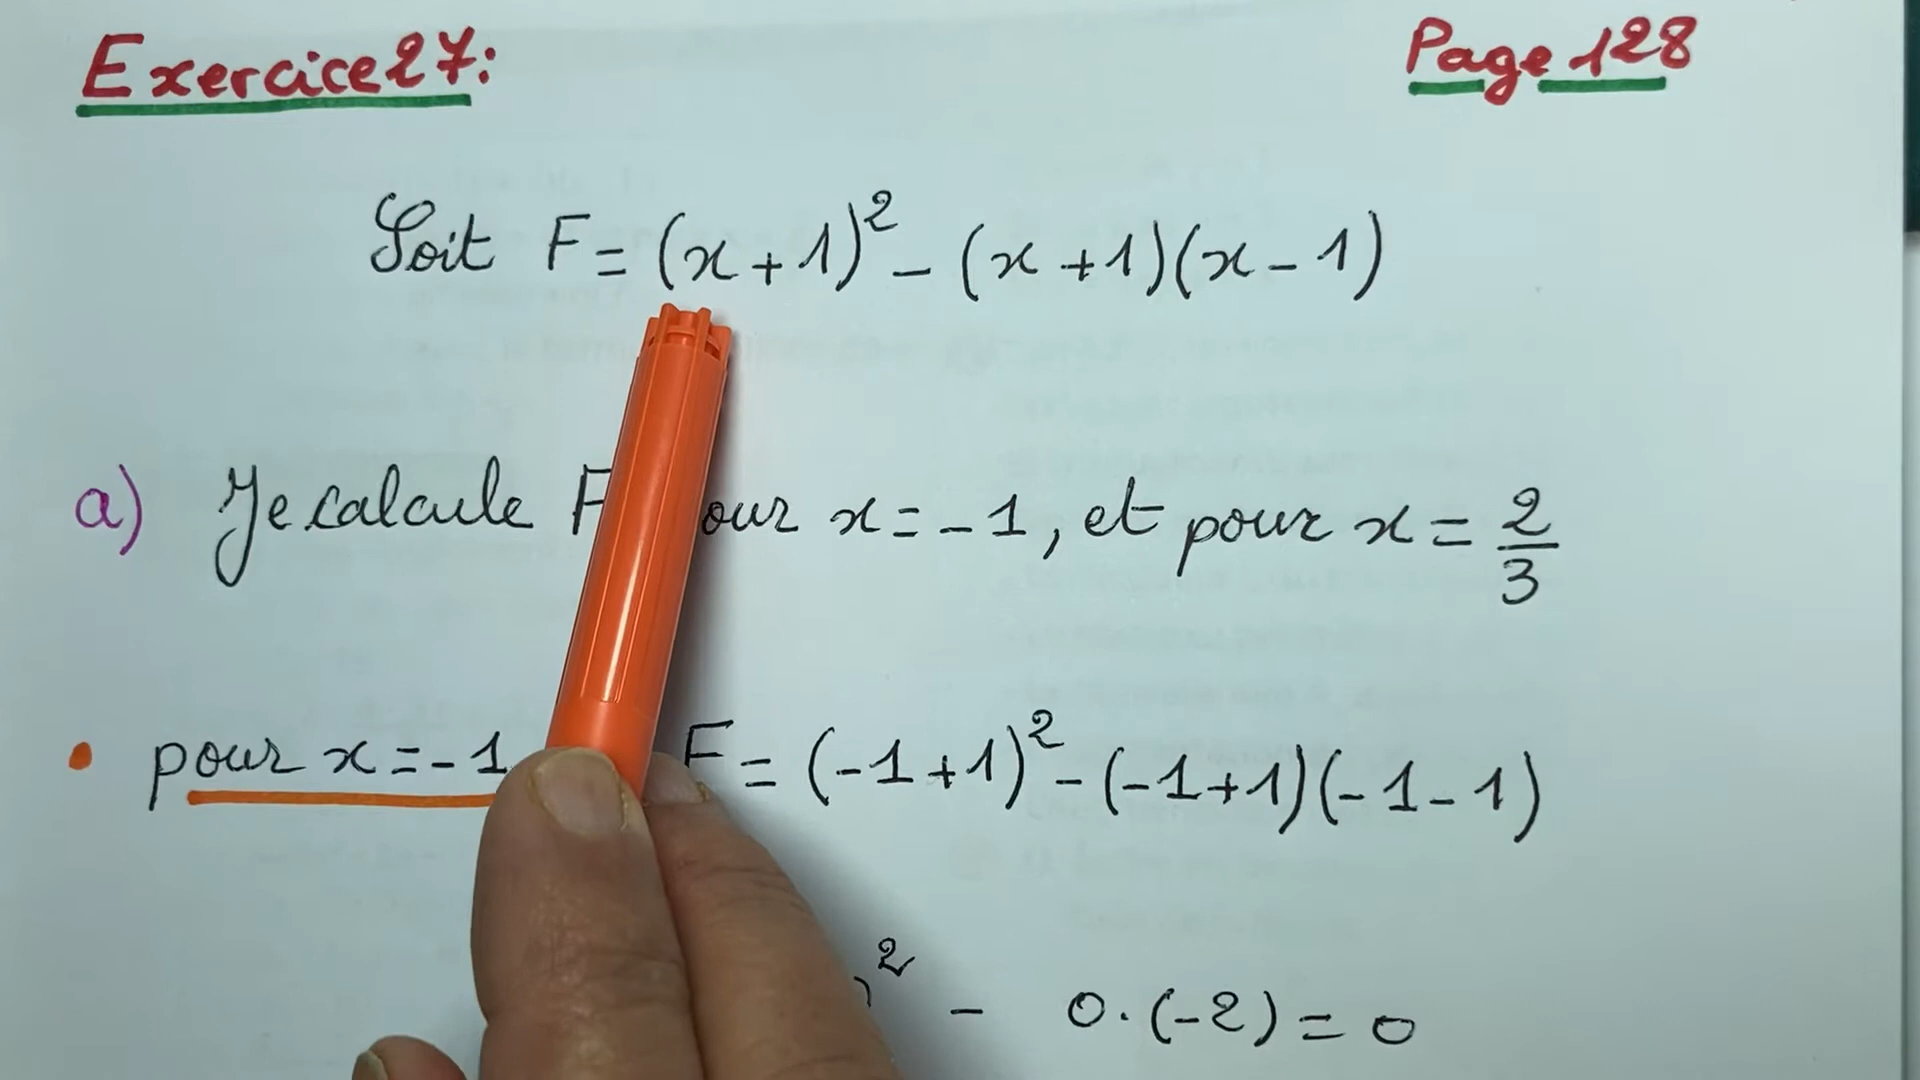 Exercice 27: Page 128
Soit F = (x + 1)² - (x + 1)(x - 1)
a) Je calcule F our x = -1, et pour x = 2/3
• pour x = -1 F = (-1+1)² - (-1+1)(-1-1)
)² - 0.(-2) = 0